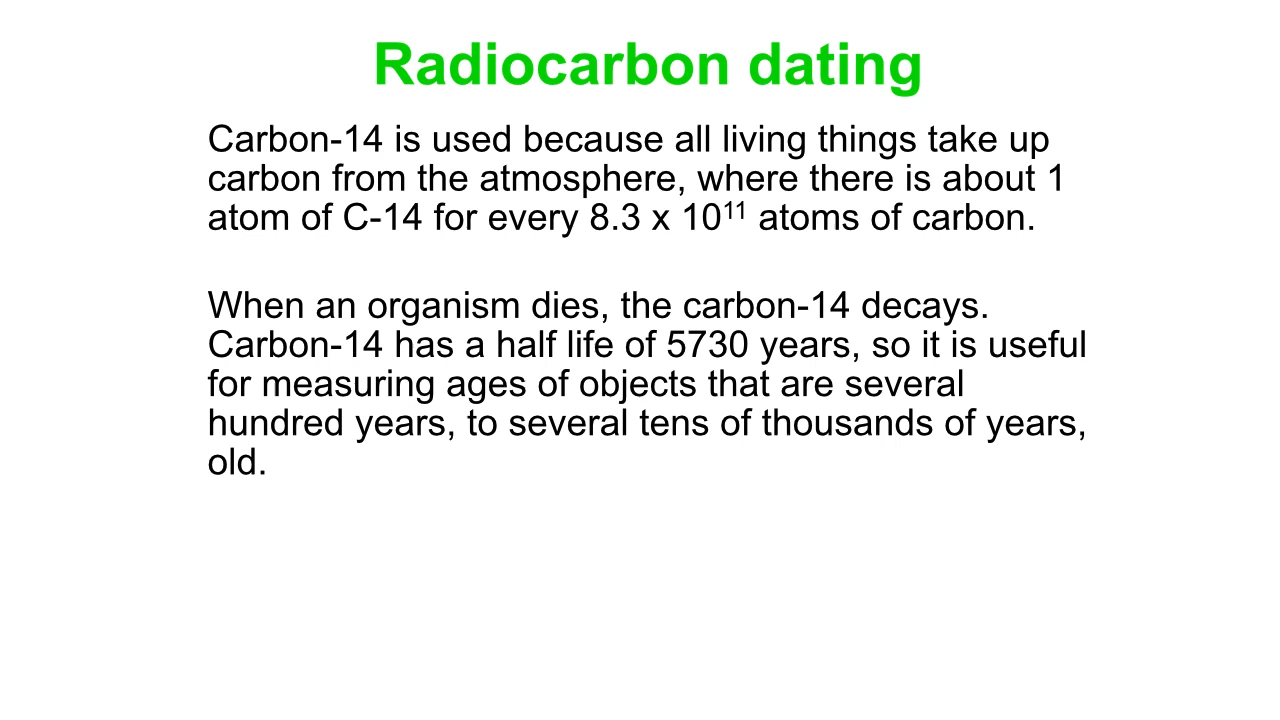 Radiocarbon dating
Carbon-14 is used because all living things take up
carbon from the atmosphere, where there is about 1
atom of C-14 for every 8.3 x 10¹¹ atoms of carbon.
When an organism dies, the carbon-14 decays.
Carbon-14 has a half life of 5730 years, so it is useful
for measuring ages of objects that are several
hundred years, to several tens of thousands of years,
old.